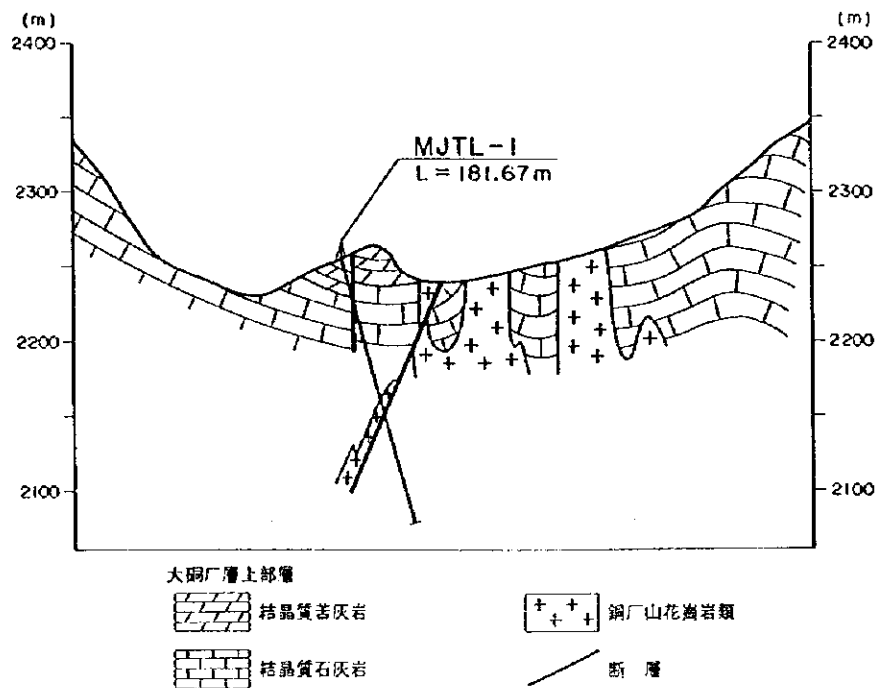 (m)
(m)
2400
2400
MJTL-1
L=181.67m
2300
2300
2200
2200
2100
2100
大硐厂層上部層
結晶質苦灰岩
銅厂山花崗岩類
結晶質石灰岩
断層